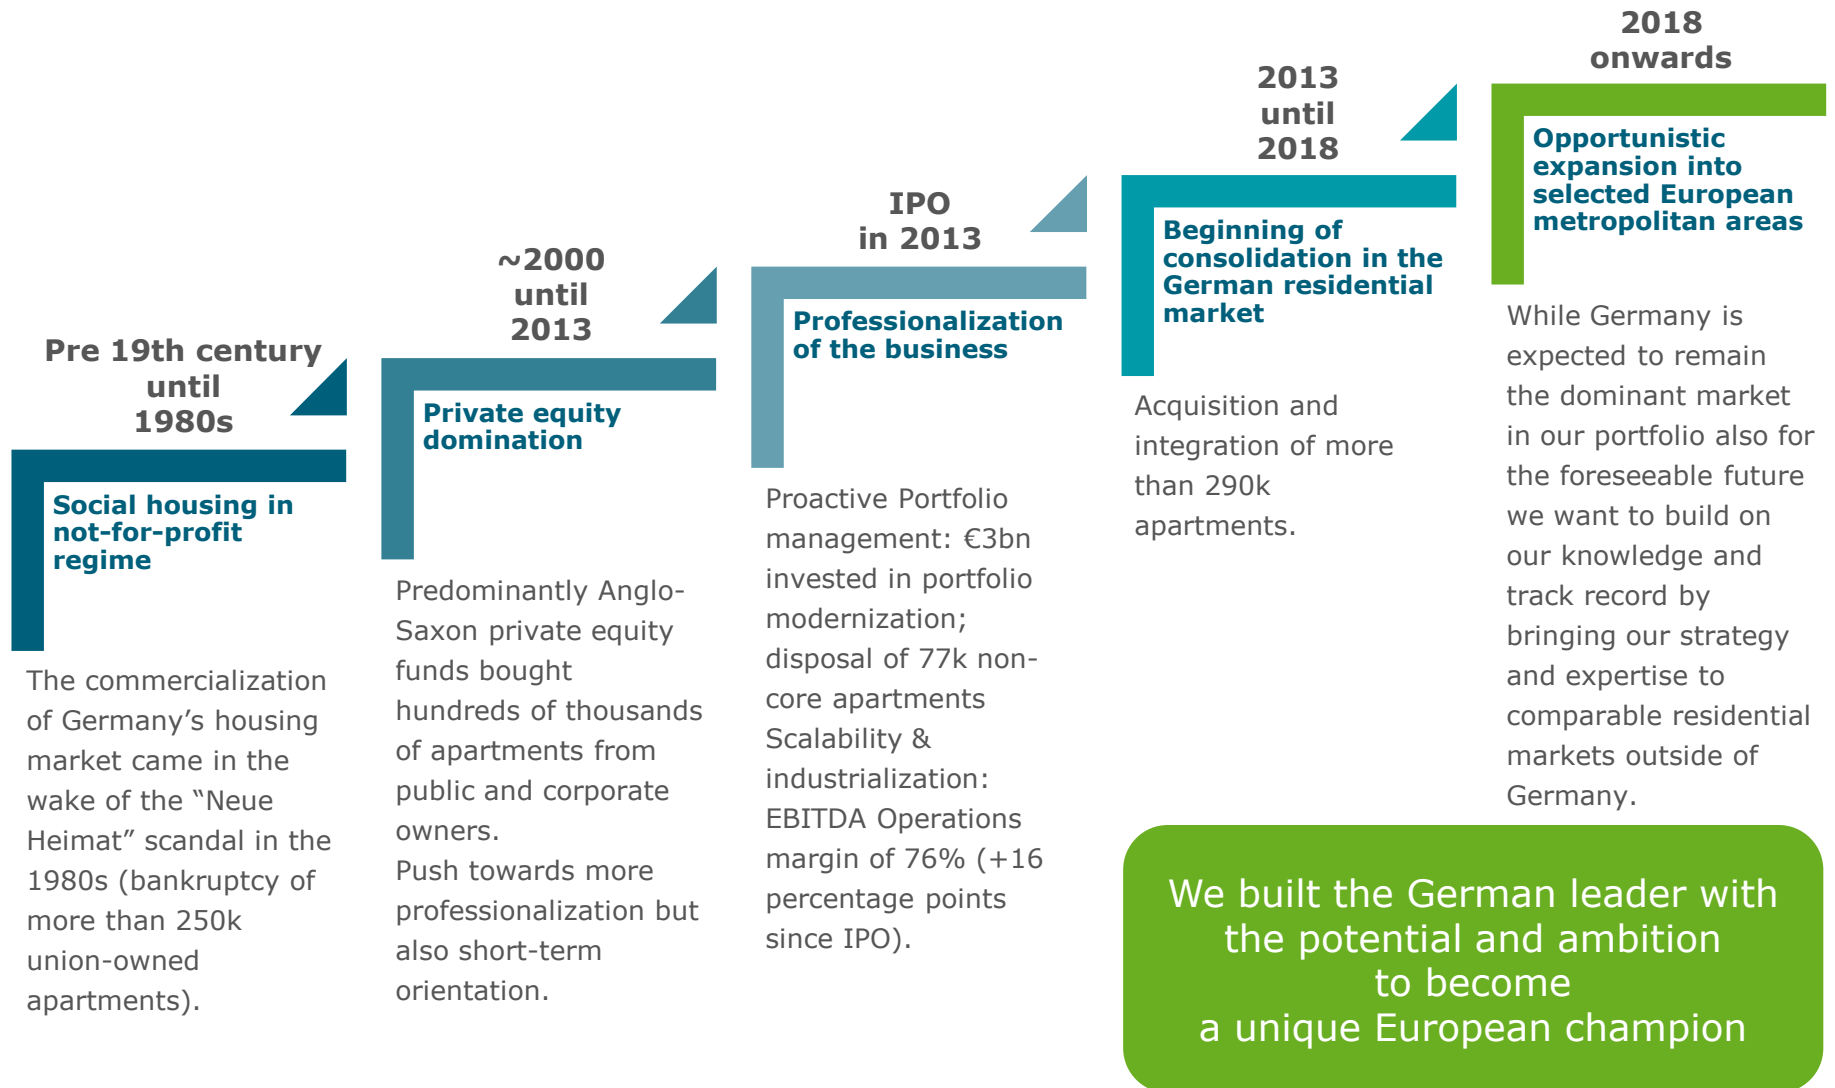 Pre 19th century
until
1980s
Social housing in
not-for-profit
regime
The commercialization
of Germany’s housing
market came in the
wake of the “Neue
Heimat” scandal in the
1980s (bankruptcy of
more than 250k
union-owned
apartments).
~2000
until
2013
Private equity
domination
Predominantly Anglo-
Saxon private equity
funds bought
hundreds of thousands
of apartments from
public and corporate
owners.
Push towards more
professionalization but
also short-term
orientation.
IPO
in 2013
Professionalization
of the business
Proactive Portfolio
management: €3bn
invested in portfolio
modernization;
disposal of 77k non-
core apartments
Scalability &
industrialization:
EBITDA Operations
margin of 76% (+16
percentage points
since IPO).
2013
until
2018
Beginning of
consolidation in the
German residential
market
Acquisition and
integration of more
than 290k
apartments.
2018
onwards
Opportunistic
expansion into
selected European
metropolitan areas
While Germany is
expected to remain
the dominant market
in our portfolio also for
the foreseeable future
we want to build on
our knowledge and
track record by
bringing our strategy
and expertise to
comparable residential
markets outside of
Germany.
We built the German leader with
the potential and ambition
to become
a unique European champion